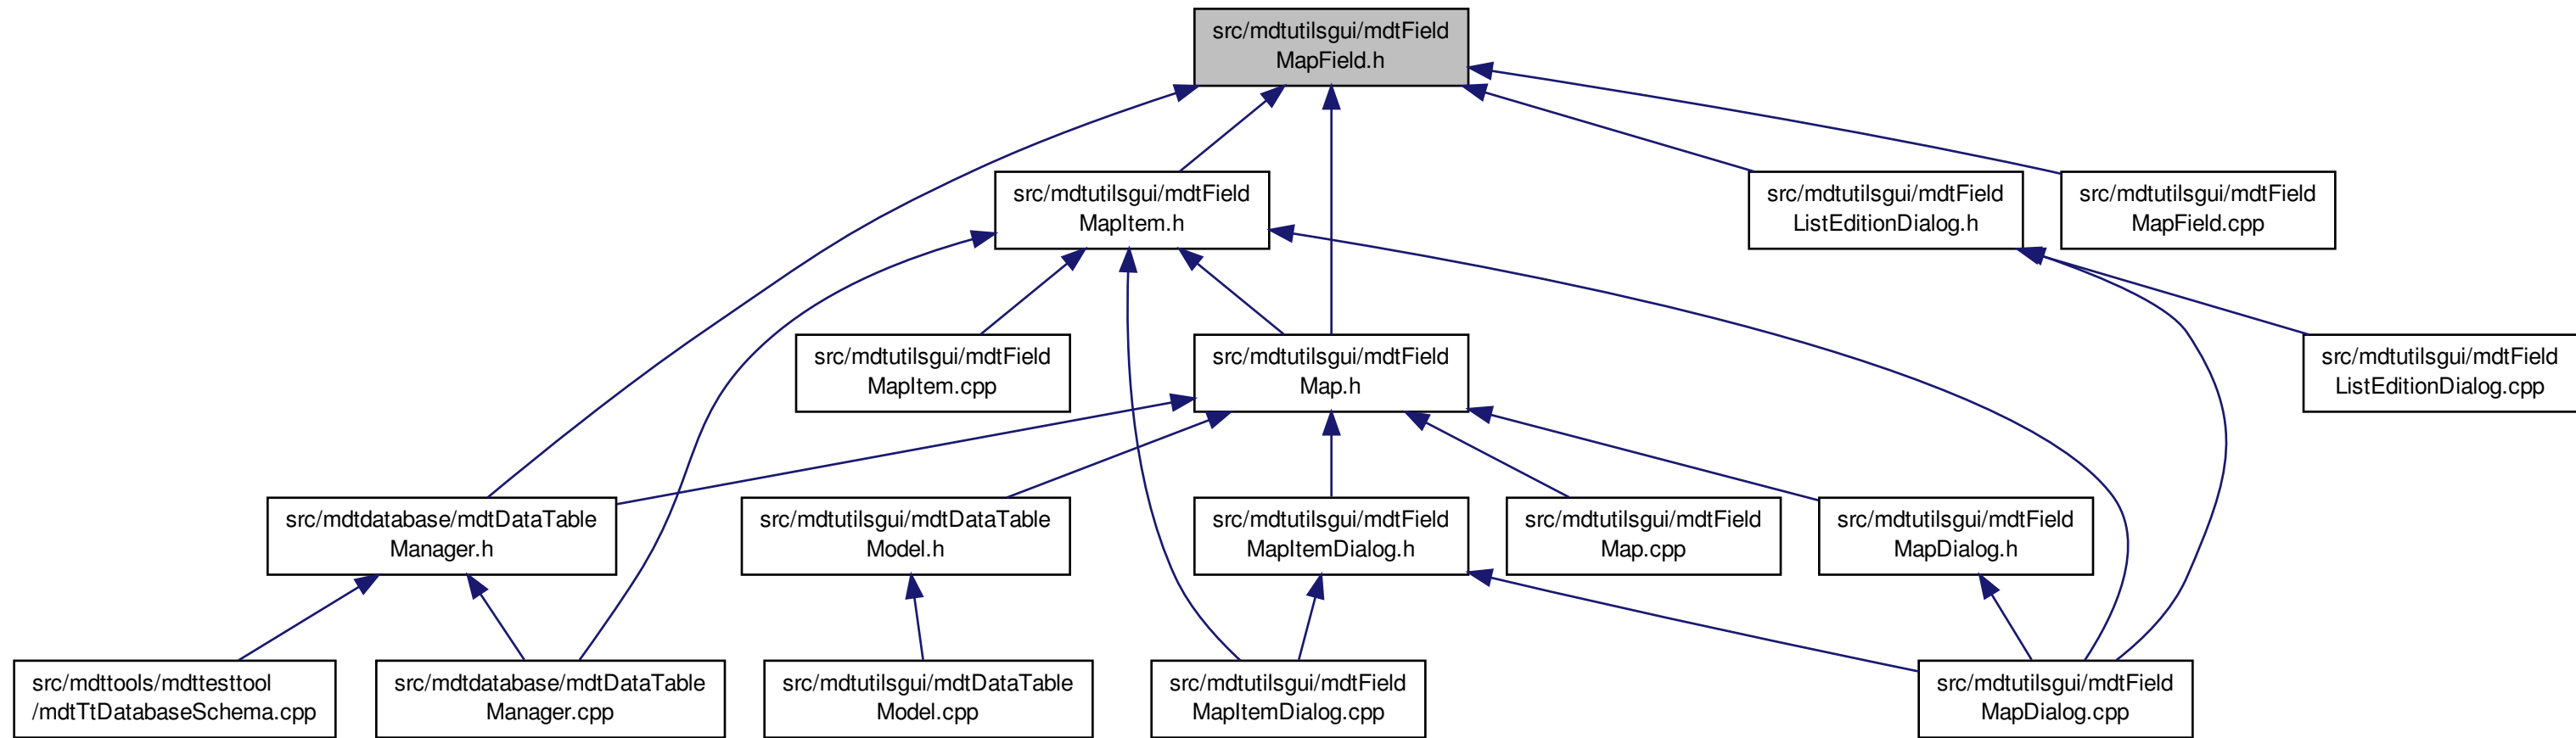 src/mdtutilsgui/mdtField
MapField.h
src/mdtutilsgui/mdtField
MapItem.h
src/mdtutilsgui/mdtField
ListEditionDialog.h
src/mdtutilsgui/mdtField
MapField.cpp
src/mdtutilsgui/mdtField
MapItem.cpp
src/mdtutilsgui/mdtField
Map.h
src/mdtutilsgui/mdtField
ListEditionDialog.cpp
src/mdtdatabase/mdtDataTable
Manager.h
src/mdtutilsgui/mdtDataTable
Model.h
src/mdtutilsgui/mdtField
MapItemDialog.h
src/mdtutilsgui/mdtField
Map.cpp
src/mdtutilsgui/mdtField
MapDialog.h
src/mdttools/mdttesttool
/mdtTtDatabaseSchema.cpp
src/mdtdatabase/mdtDataTable
Manager.cpp
src/mdtutilsgui/mdtDataTable
Model.cpp
src/mdtutilsgui/mdtField
MapItemDialog.cpp
src/mdtutilsgui/mdtField
MapDialog.cpp